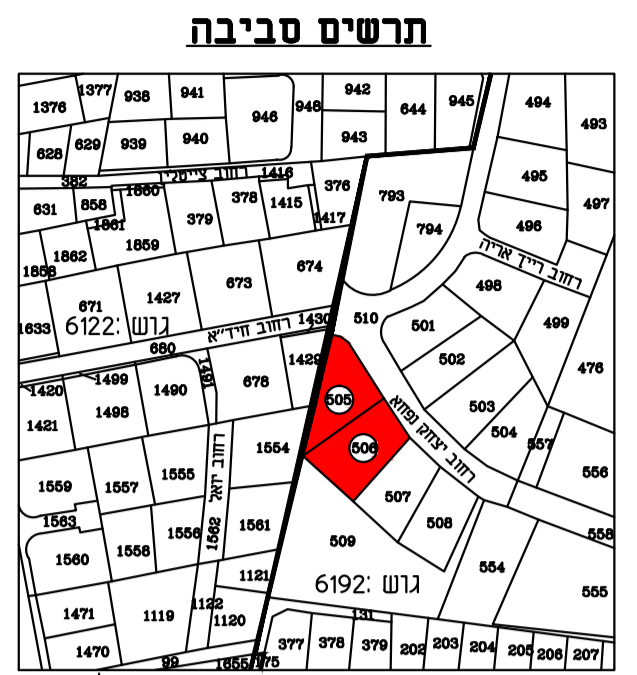 תרשים סביבה
1376 1377 938 941 946 948 942 644 945 494 493
628 629 939 940 943
382 רחוב צייטלין 1416 376 793 495 497
631 858 1860 379 378 1415 1417 794 496
1858 1862 1861 1859 673 674 רחוב רייך אריה
498
1633 671 1427 510 501 499
גוש: 6122 רחוב חיד"א 1430 502 476
680 1429
1420 1499 1490 1491 678 505 503
1421 1498 רחוב יצחק נפחא 504 557
1554 506
1559 1557 1555 רחוב יואל 507 556
1563 1562 1561 508 558
1560 1558 1556 509 554
1121 גוש: 6192 555
1471 1119 1122 1120 131
1470 99 1655 175 377 378 379 202 203 204 205 206 207